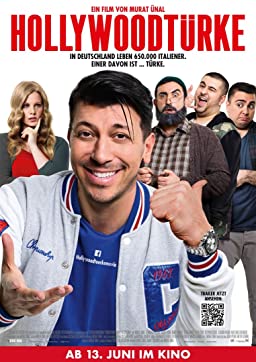 EIN FILM VON MURAT ÜNAL
HOLLYWOODTÜRKE
IN DEUTSCHLAND LEBEN 650.000 ITALIENER.
EINER DAVON IST ... TÜRKE.
TRAILER JETZT
ANSEHEN:
AB 13. JUNI IM KINO